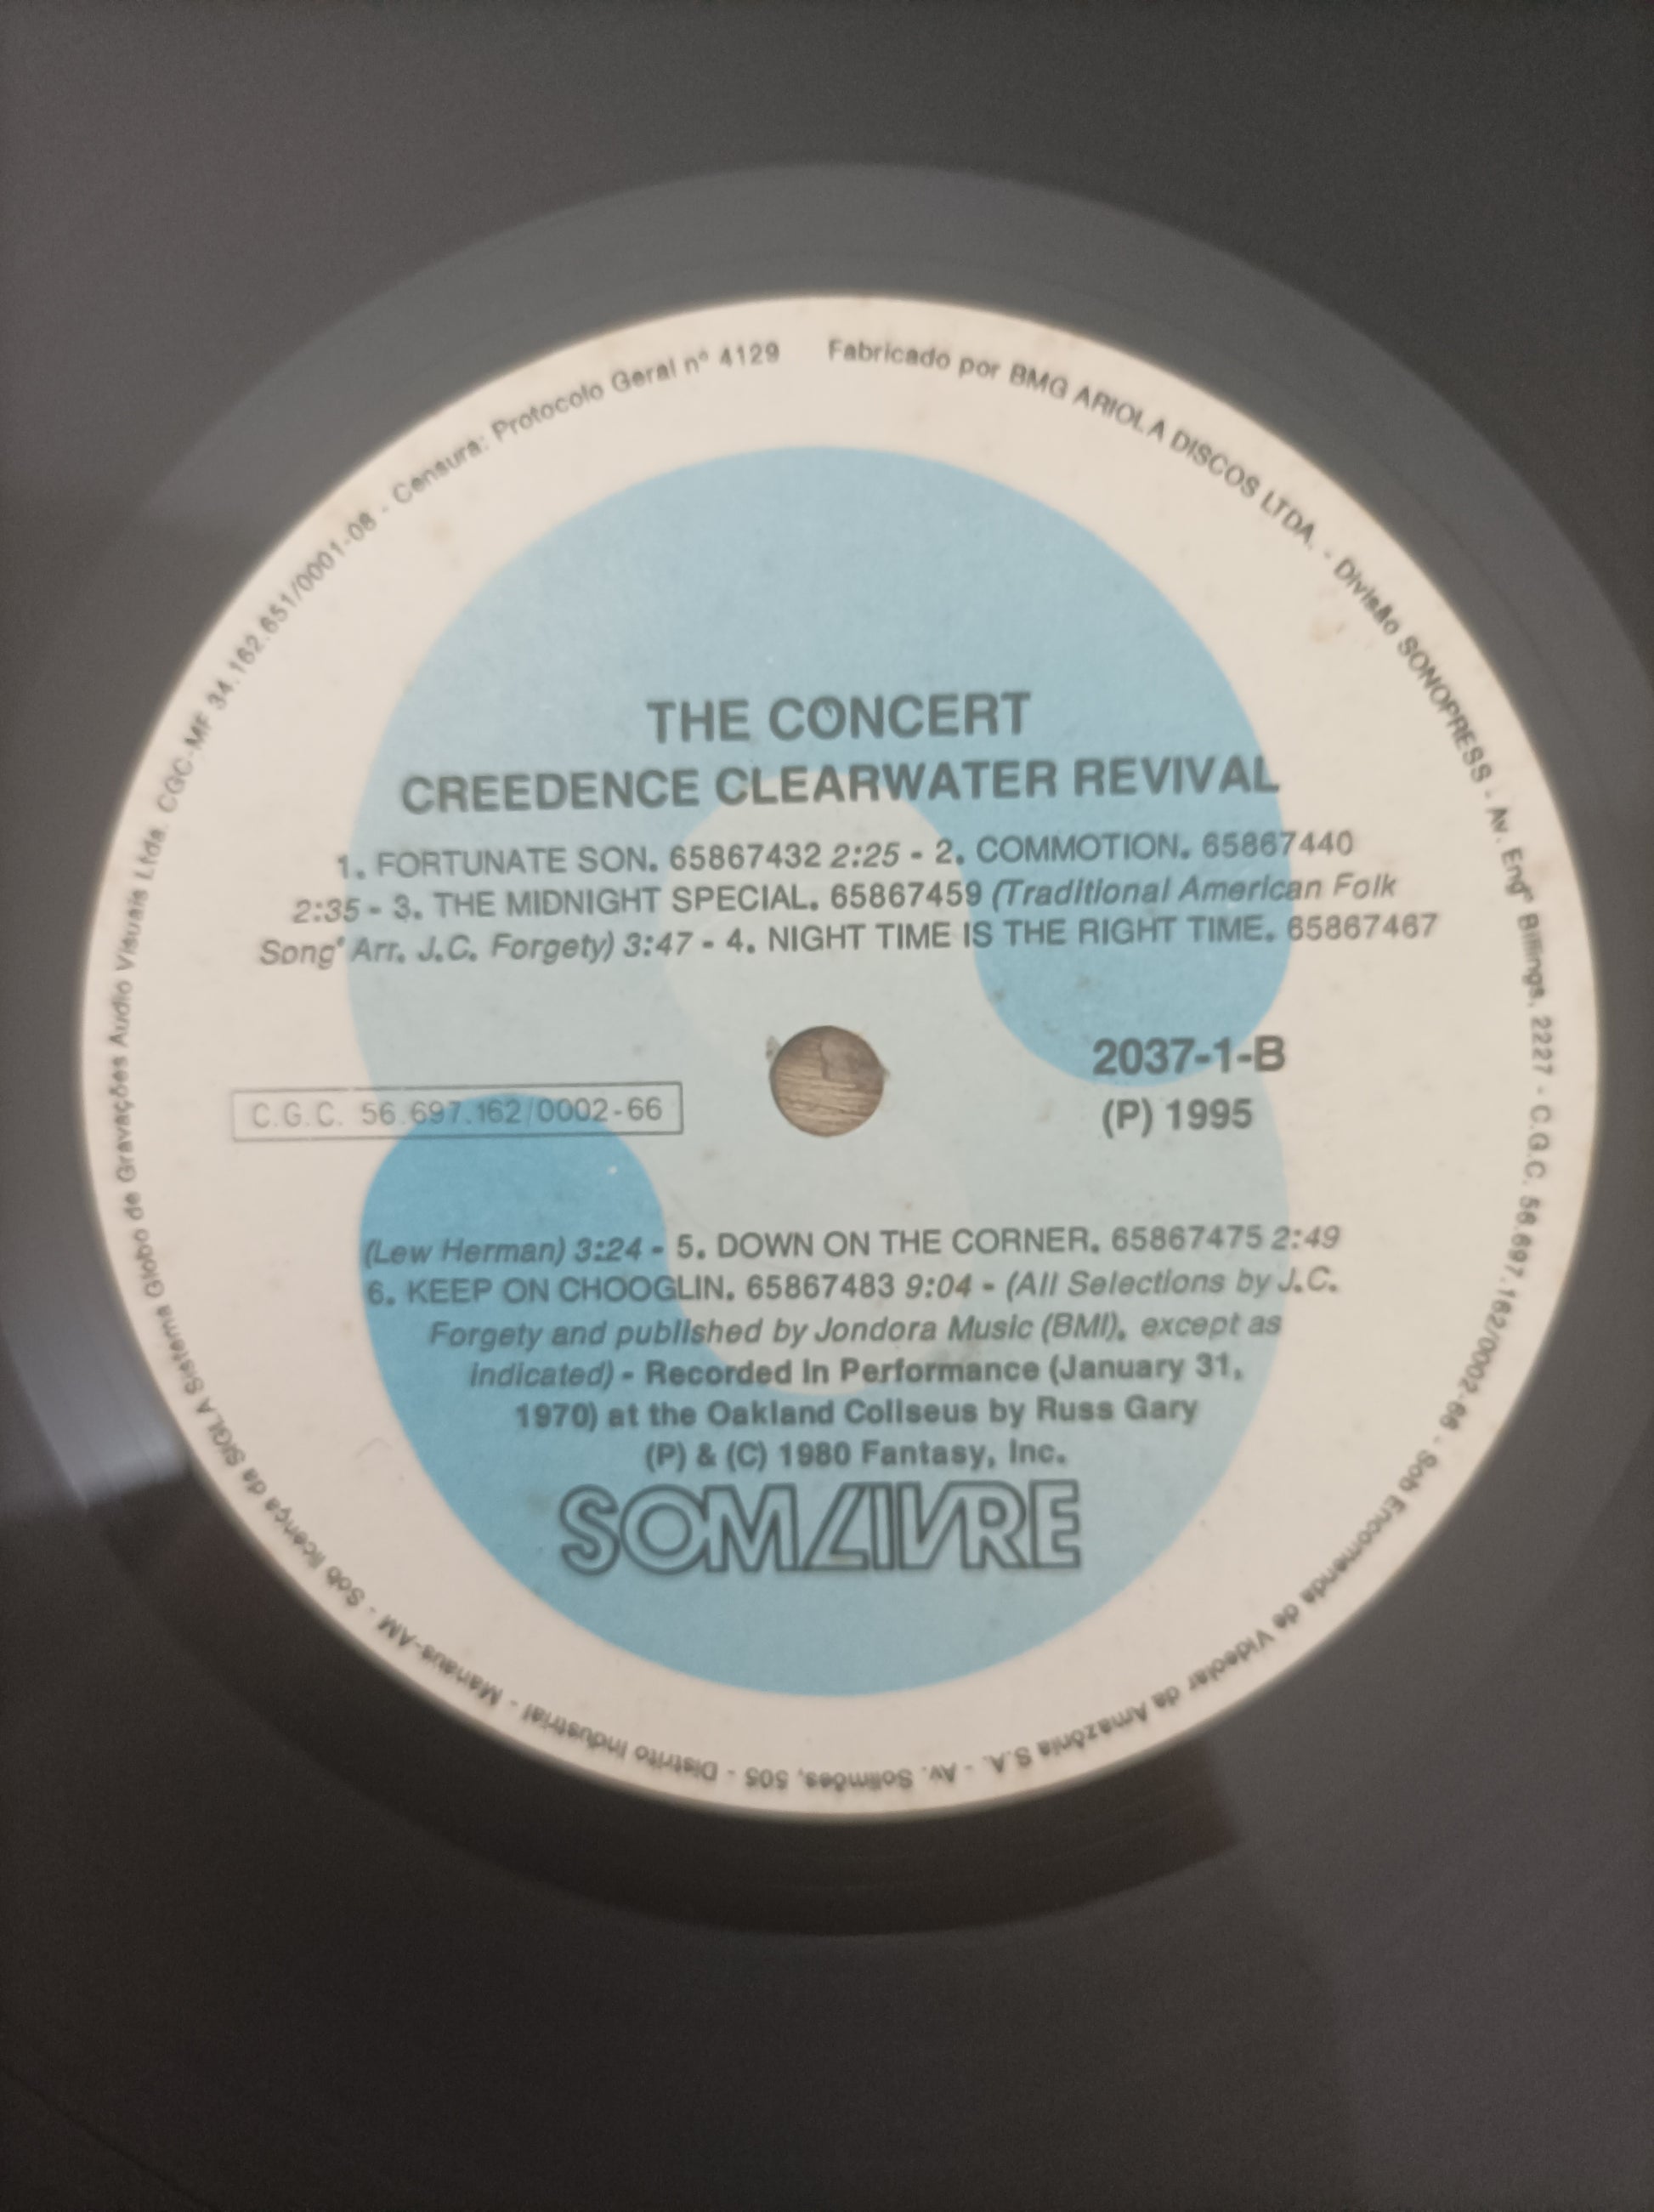 THE CONCERT
CREEDENCE CLEARWATER REVIVAL
1. FORTUNATE SON. 65867432 2:25 - 2. COMMOTION. 65867440
2:35 - 3. THE MIDNIGHT SPECIAL. 65867459 (Traditional American Folk
Song" Arr. J.C. Forgety) 3:47 - 4. NIGHT TIME IS THE RIGHT TIME. 65867467
2037-1-B
C.G.C. 56.697.162/0002-66
(P) 1995
(Lew Herman) 3:24 - 5. DOWN ON THE CORNER. 65867475 2:49
6. KEEP ON CHOOGLIN. 65867483 9:04 - (All Selections by J.C.
Forgety and published by Jondora Music (BMI), except as
indicated) - Recorded in Performance (January 31,
1970) at the Oakland Coliseus by Russ Gary
(P) & (C) 1980 Fantasy, Inc.
SOM LIVRE
Fabricado por BMG ARIOLA DISCOS LTDA. - Divisão SONOPRESS - Av. Engº Billings, 2227 - C.G.C. 56.697.162/0002-66 - Sob Encomenda de Videolar da Amazônia S.A. - Av. Solimões, 505 - Distrito Industrial - Manaus-AM - Sob licença da SIGLA Sistema Globo de Gravações Audio Visuais Ltda. CGC-MF 34.162.651/0001-08 - Censura: Protocolo Geral nº 4129